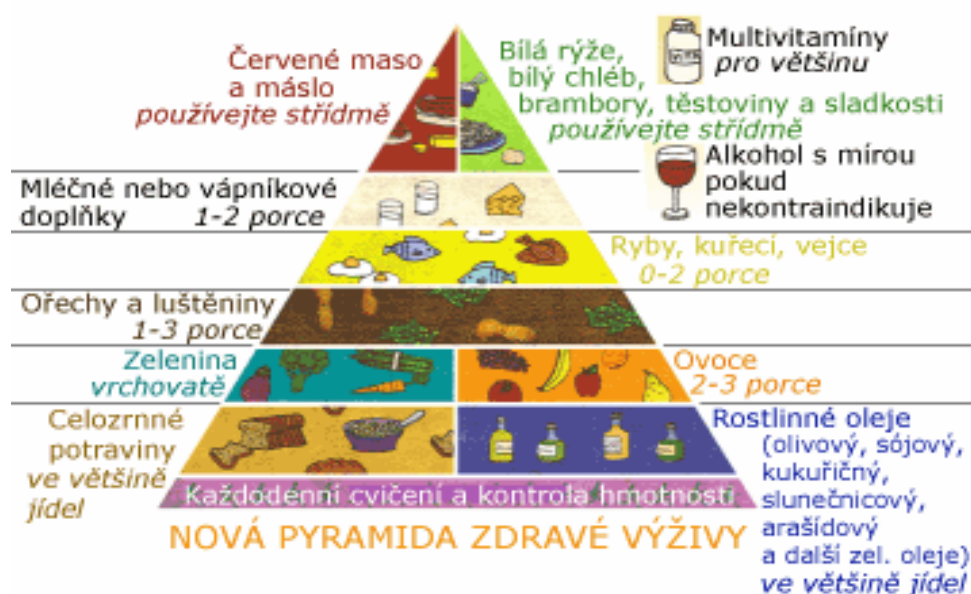 Červené maso
a máslo
používejte střídmě
Bílá rýže,
bílý chléb,
brambory, těstoviny a sladkosti
používejte střídmě
Multivitamíny
pro většinu
Alkohol s mírou
pokud
nekontraindikuje
Mléčné nebo vápníkové
doplňky 1-2 porce
Ryby, kuřecí, vejce
0-2 porce
Ořechy a luštěniny
1-3 porce
Zelenina
vrchovatě
Ovoce
2-3 porce
Celozrnné
potraviny
ve většině
jídel
Rostlinné oleje
(olivový, sójový,
kukuřičný,
slunečnicový,
arašídový
a další zel. oleje)
ve většině jídel
Každodenní cvičení a kontrola hmotnosti
NOVÁ PYRAMIDA ZDRAVÉ VÝŽIVY